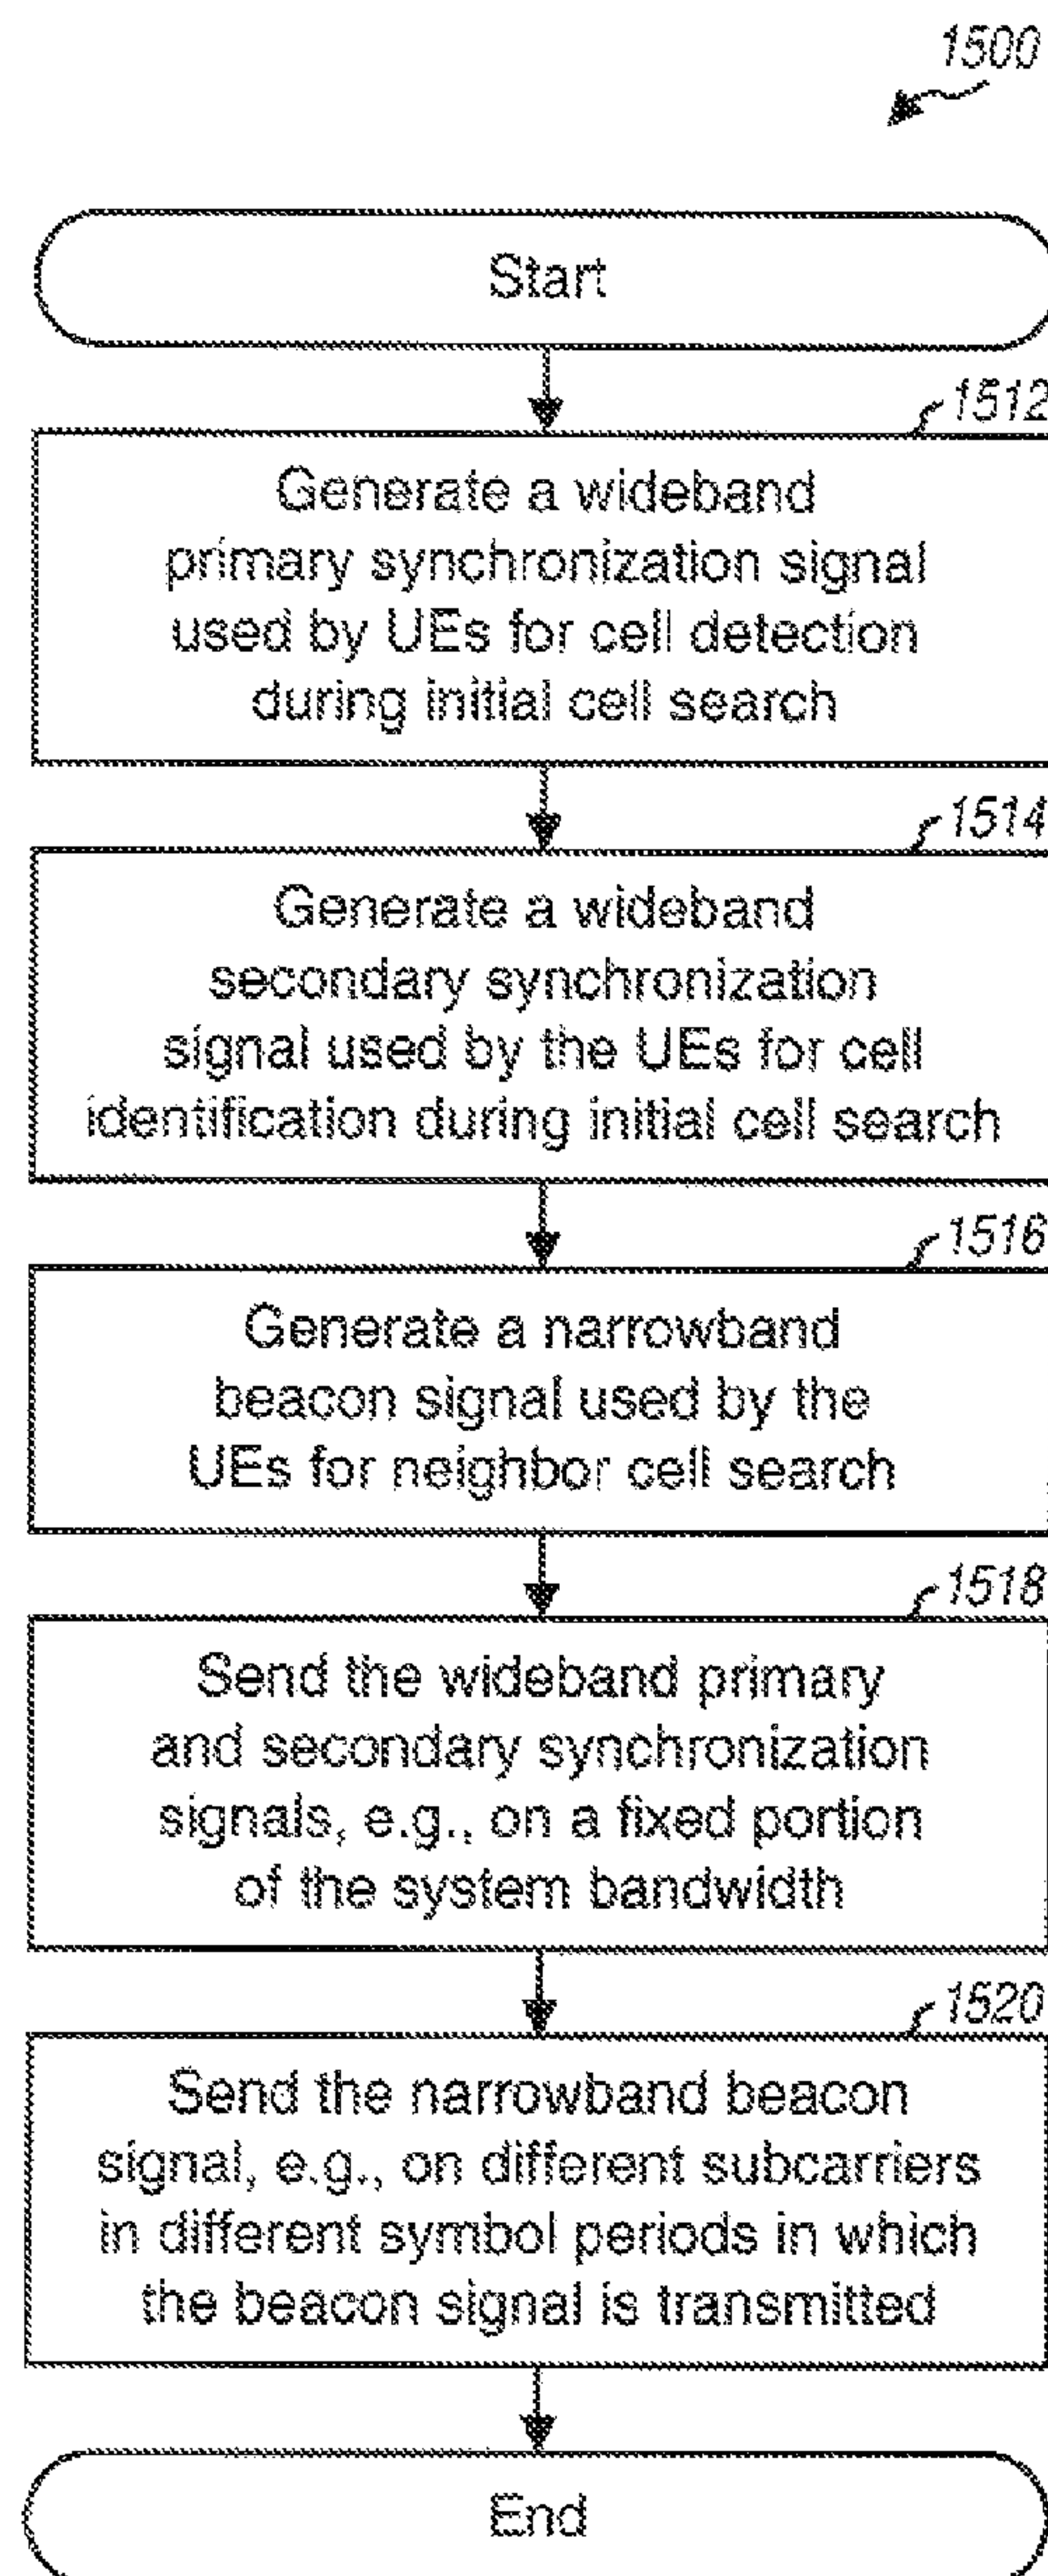 1500
Start
1512
Generate a wideband
primary synchronization signal
used by UEs for cell detection
during initial cell search
1514
Generate a wideband
secondary synchronization
signal used by the UEs for cell
identification during initial cell search
1516
Generate a narrowband
beacon signal used by the
UEs for neighbor cell search
1518
Send the wideband primary
and secondary synchronization
signals, e.g., on a fixed portion
of the system bandwidth
1520
Send the narrowband beacon
signal, e.g., on different subcarriers
in different symbol periods in which
the beacon signal is transmitted
End